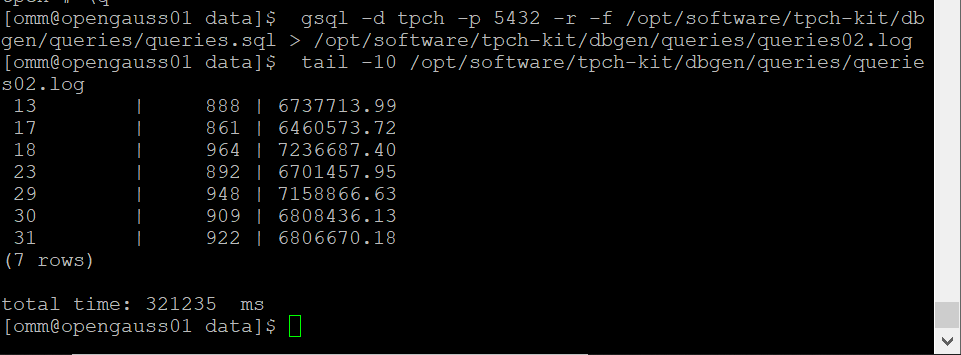 [omm@opengauss01 data]$  gsql -d tpch -p 5432 -r -f /opt/software/tpch-kit/db
gen/queries/queries.sql > /opt/software/tpch-kit/dbgen/queries/queries02.log
[omm@opengauss01 data]$  tail -10 /opt/software/tpch-kit/dbgen/queries/querie
s02.log
 13         |     888 | 6737713.99
 17         |     861 | 6460573.72
 18         |     964 | 7236687.40
 23         |     892 | 6701457.95
 29         |     948 | 7158866.63
 30         |     909 | 6808436.13
 31         |     922 | 6806670.18
(7 rows)
total time: 321235  ms
[omm@opengauss01 data]$